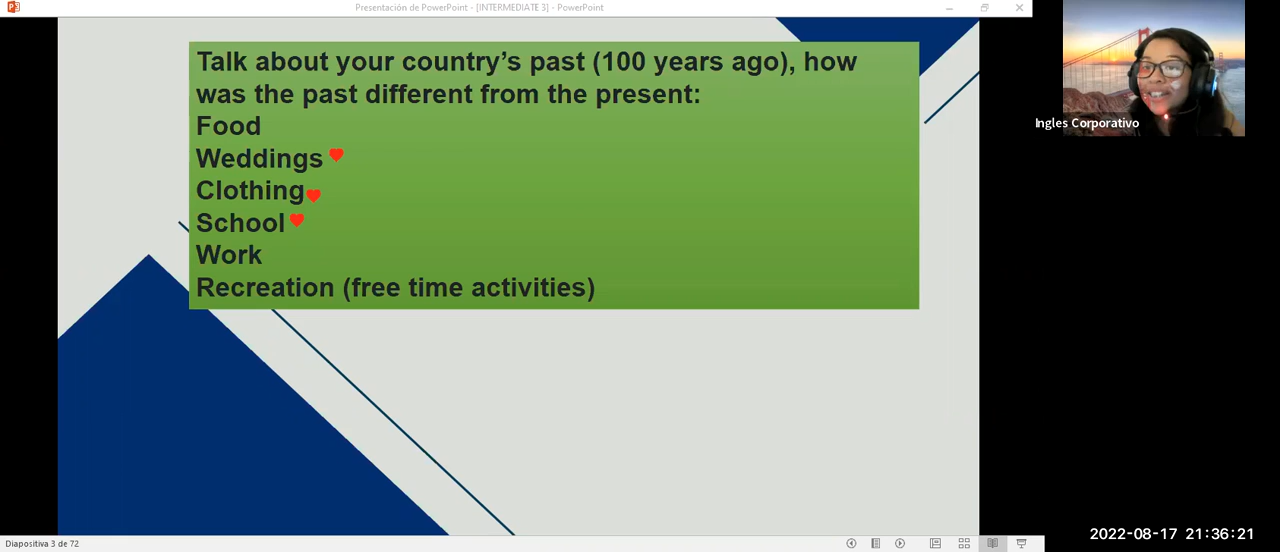 Presentación de PowerPoint - [INTERMEDIATE 3] - PowerPoint
Talk about your country’s past (100 years ago), how
was the past different from the present:
Food
Weddings
Clothing
School
Work
Recreation (free time activities)
Ingles Corporativo
2022-08-17 21:36:21
Diapositiva 3 de 72